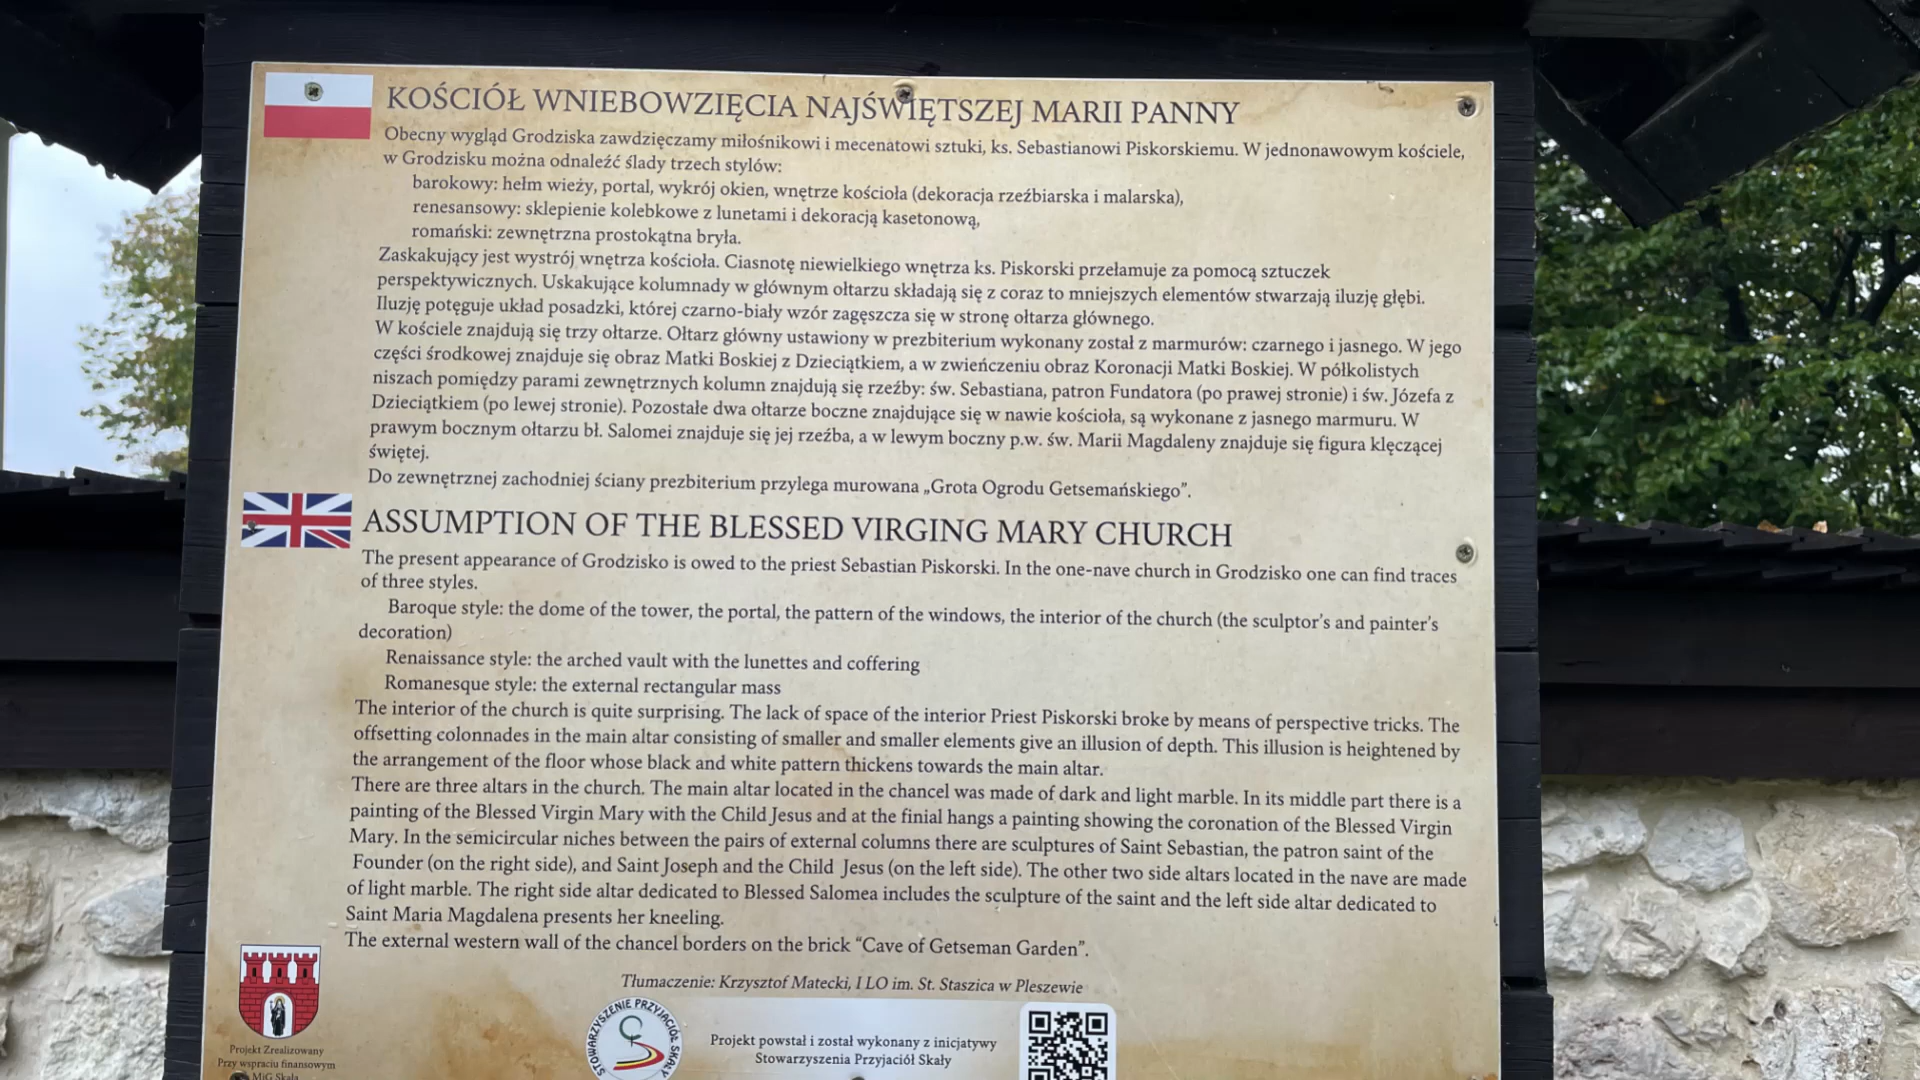 KOŚCIÓŁ WNIEBOWZIĘCIA NAJŚWIĘTSZEJ MARII PANNY
Obecny wygląd Grodziska zawdzięczamy miłośnikowi i mecenatowi sztuki, ks. Sebastianowi Piskorskiemu. W jednonawowym kościele,
w Grodzisku można odnaleźć ślady trzech stylów:
barokowy: hełm wieży, portal, wykrój okien, wnętrze kościoła (dekoracja rzeźbiarska i malarska),
renesansowy: sklepienie kolebkowe z lunetami i dekoracją kasetonową,
romański: zewnętrzna prostokątna bryła.
Zaskakujący jest wystrój wnętrza kościoła. Ciasnotę niewielkiego wnętrza ks. Piskorski przełamuje za pomocą sztuczek
perspektywicznych. Uskakujące kolumnady w głównym ołtarzu składają się z coraz to mniejszych elementów stwarzają iluzję głębi.
Iluzję potęguje układ posadzki, której czarno-biały wzór zagęszcza się w stronę ołtarza głównego.
W kościele znajdują się trzy ołtarze. Ołtarz główny ustawiony w prezbiterium wykonany został z marmurów: czarnego i jasnego. W jego
części środkowej znajduje się obraz Matki Boskiej z Dzieciątkiem, a w zwieńczeniu obraz Koronacji Matki Boskiej. W półkolistych
niszach pomiędzy parami zewnętrznych kolumn znajdują się rzeźby: św. Sebastiana, patron Fundatora (po prawej stronie) i św. Józefa z
Dzieciątkiem (po lewej stronie). Pozostałe dwa ołtarze boczne znajdujące się w nawie kościoła, są wykonane z jasnego marmuru. W
prawym bocznym ołtarzu bł. Salomei znajduje się jej rzeźba, a w lewym boczny p.w. św. Marii Magdaleny znajduje się figura klęczącej
świętej.
Do zewnętrznej zachodniej ściany prezbiterium przylega murowana „Grota Ogrodu Getsemańskiego”.
ASSUMPTION OF THE BLESSED VIRGING MARY CHURCH
The present appearance of Grodzisko is owed to the priest Sebastian Piskorski. In the one-nave church in Grodzisko one can find traces
of three styles.
Baroque style: the dome of the tower, the portal, the pattern of the windows, the interior of the church (the sculptor's and painter's
decoration)
Renaissance style: the arched vault with the lunettes and coffering
Romanesque style: the external rectangular mass
The interior of the church is quite surprising. The lack of space of the interior Priest Piskorski broke by means of perspective tricks. The
offsetting colonnades in the main altar consisting of smaller and smaller elements give an illusion of depth. This illusion is heightened by
the arrangement of the floor whose black and white pattern thickens towards the main altar.
There are three altars in the church. The main altar located in the chancel was made of dark and light marble. In its middle part there is a
painting of the Blessed Virgin Mary with the Child Jesus and at the finial hangs a painting showing the coronation of the Blessed Virgin
Mary. In the semicircular niches between the pairs of external columns there are sculptures of Saint Sebastian, the patron saint of the
Founder (on the right side), and Saint Joseph and the Child Jesus (on the left side). The other two side altars located in the nave are made
of light marble. The right side altar dedicated to Blessed Salomea includes the sculpture of the saint and the left side altar dedicated to
Saint Maria Magdalena presents her kneeling.
The external western wall of the chancel borders on the brick “Cave of Getseman Garden”.
Tłumaczenie: Krzysztof Matecki, I LO im. St. Staszica w Pleszewie
STOWARZYSZENIE PRZYJACIÓŁ SKAŁY
Projekt powstał i został wykonany z inicjatywy
Stowarzyszenia Przyjaciół Skały
Projekt Zrealizowany
Przy wspraciu finansowym
MiG Skała